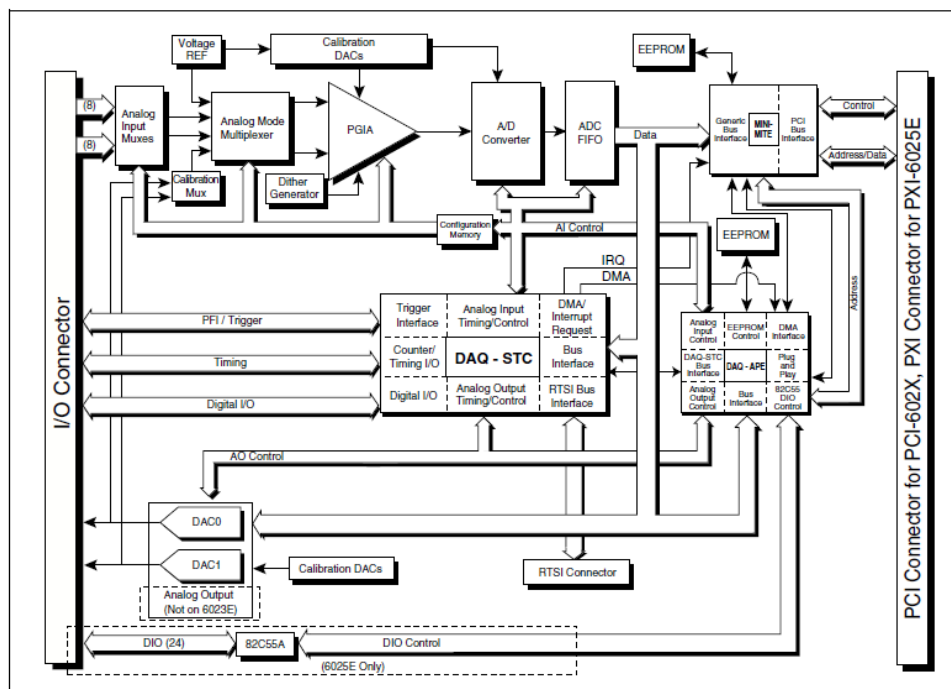 Voltage
REF
Calibration
DACs
EEPROM
(8)
(8)
Analog
Input
Muxes
Analog Mode
Multiplexer
PGIA
A/D
Converter
ADC
FIFO
Data
Generic
Bus
Interface
MINI-
MITE
PCI
Bus
Interface
Control
Address/Data
Calibration
Mux
Dither
Generator
Configuration
Memory
AI Control
EEPROM
IRQ
DMA
Address
I/O Connector
PFI / Trigger
Timing
Digital I/O
Trigger
Interface
Analog Input
Timing/Control
DMA/
Interrupt
Request
Counter/
Timing I/O
DAQ - STC
Bus
Interface
Digital I/O
Analog Output
Timing/Control
RTSI Bus
Interface
Analog
Input
Control
EEPROM
Control
DMA
Interface
DAQ-STC
Bus
Interface
DAQ - APE
Plug
and
Play
Analog
Output
Control
Bus
Interface
82C55
DIO
Control
PCI Connector for PCI-602X, PXI Connector for PXI-6025E
AO Control
DAC0
DAC1
Calibration DACs
RTSI Connector
Analog Output
(Not on 6023E)
DIO (24)
82C55A
DIO Control
(6025E Only)